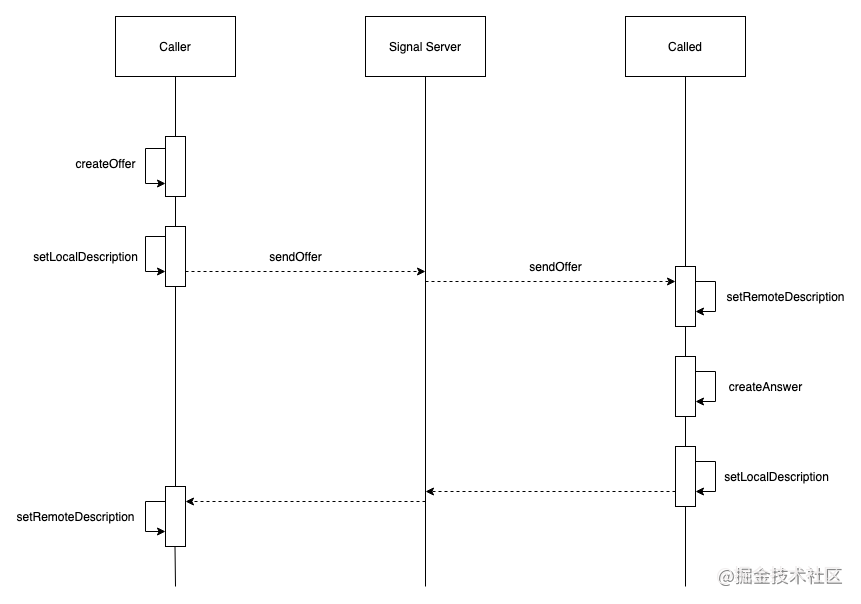 Caller
Signal Server
Called
createOffer
setLocalDescription
sendOffer
sendOffer
setRemoteDescription
createAnswer
setLocalDescription
setRemoteDescription
@掘金技术社区